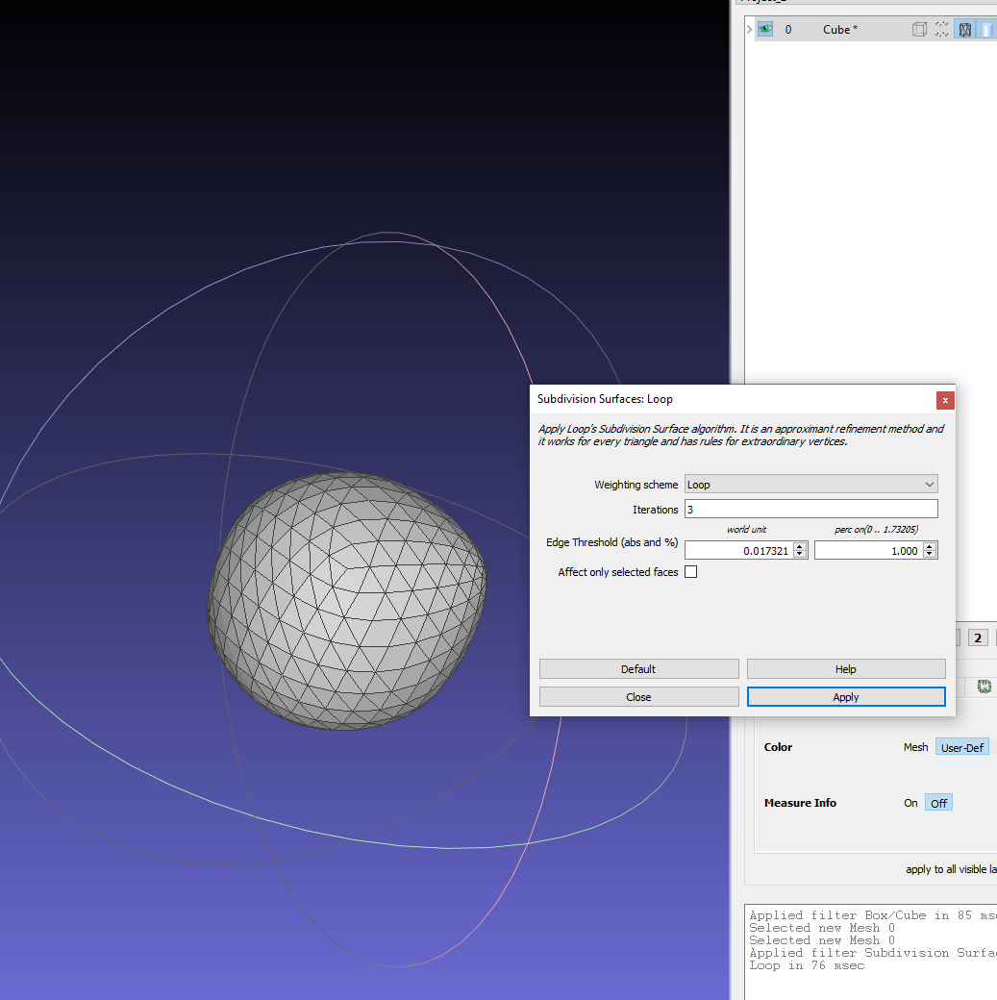 0 Cube *
Subdivision Surfaces: Loop
x
Apply Loop's Subdivision Surface algorithm. It is an approximant refinement method and
it works for every triangle and has rules for extraordinary vertices.
Weighting scheme Loop
Iterations 3
world unit perc on(0 .. 1.73205)
Edge Threshold (abs and %) 0.017321 1.000
Affect only selected faces
Default Help
Close Apply
2
Color Mesh User-Def
Measure Info On Off
apply to all visible la
Applied filter Box/Cube in 85 mse
Selected new Mesh 0
Selected new Mesh 0
Applied filter Subdivision Surfa
Loop in 76 msec